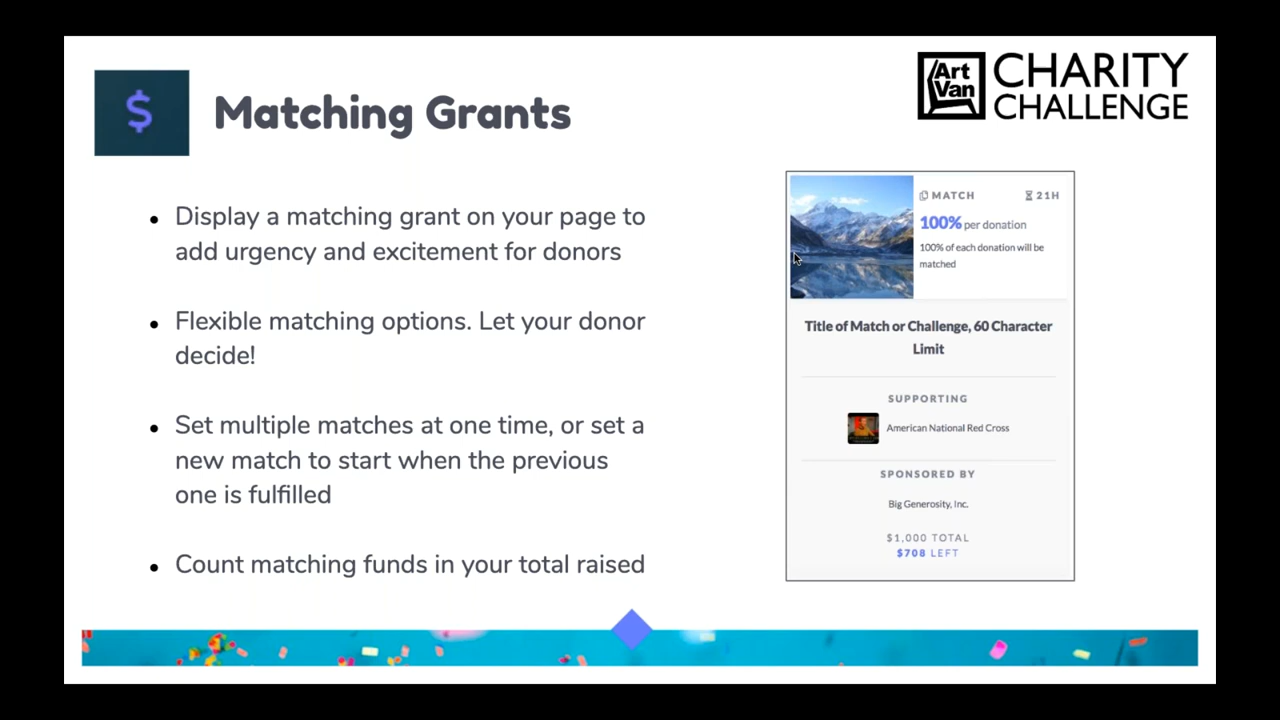 $
Matching Grants
Art
Van
CHARITY
CHALLENGE
Display a matching grant on your page to
add urgency and excitement for donors
Flexible matching options. Let your donor
decide!
Set multiple matches at one time, or set a
new match to start when the previous
one is fulfilled
Count matching funds in your total raised
MATCH 21H
100% per donation
100% of each donation will be
matched
Title of Match or Challenge, 60 Character
Limit
SUPPORTING
American National Red Cross
SPONSORED BY
Big Generosity, Inc.
$1,000 TOTAL
$708 LEFT